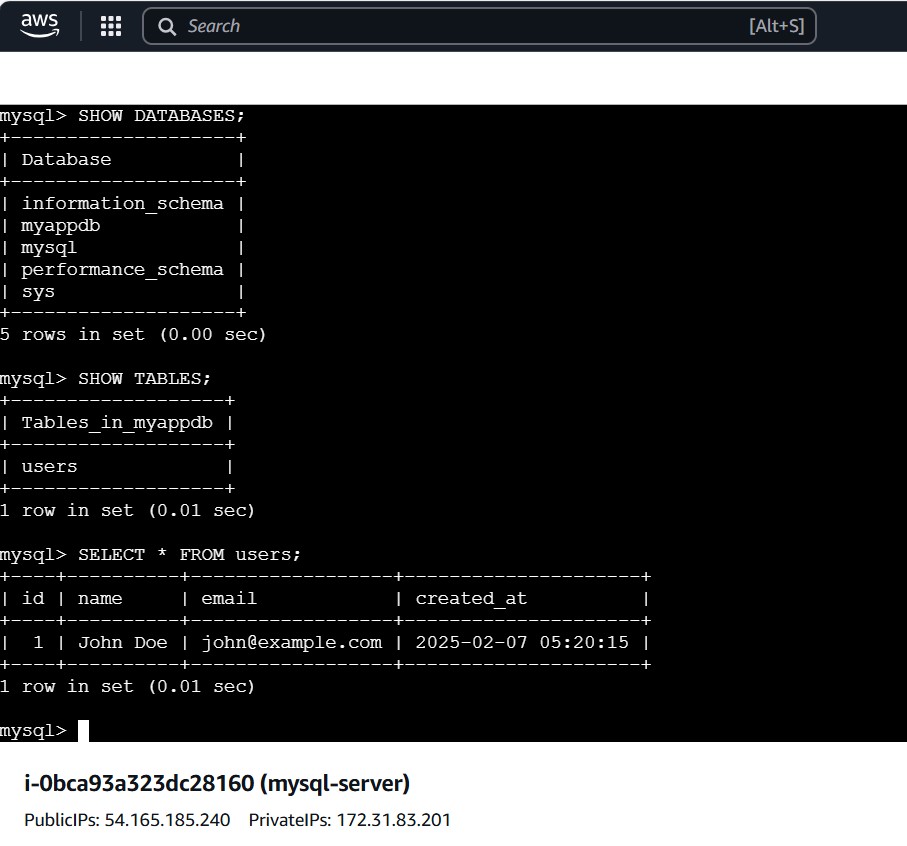 aws Search [Alt+S]
mysql> SHOW DATABASES;
+--------------------+
| Database           |
+--------------------+
| information_schema |
| myappdb            |
| mysql              |
| performance_schema |
| sys                |
+--------------------+
5 rows in set (0.00 sec)
mysql> SHOW TABLES;
+-------------------+
| Tables_in_myappdb |
+-------------------+
| users             |
+-------------------+
1 row in set (0.01 sec)
mysql> SELECT * FROM users;
+----+----------+------------------+---------------------+
| id | name     | email            | created_at          |
+----+----------+------------------+---------------------+
|  1 | John Doe | john@example.com | 2025-02-07 05:20:15 |
+----+----------+------------------+---------------------+
1 row in set (0.01 sec)
mysql>
i-0bca93a323dc28160 (mysql-server)
PublicIPs: 54.165.185.240 PrivateIPs: 172.31.83.201